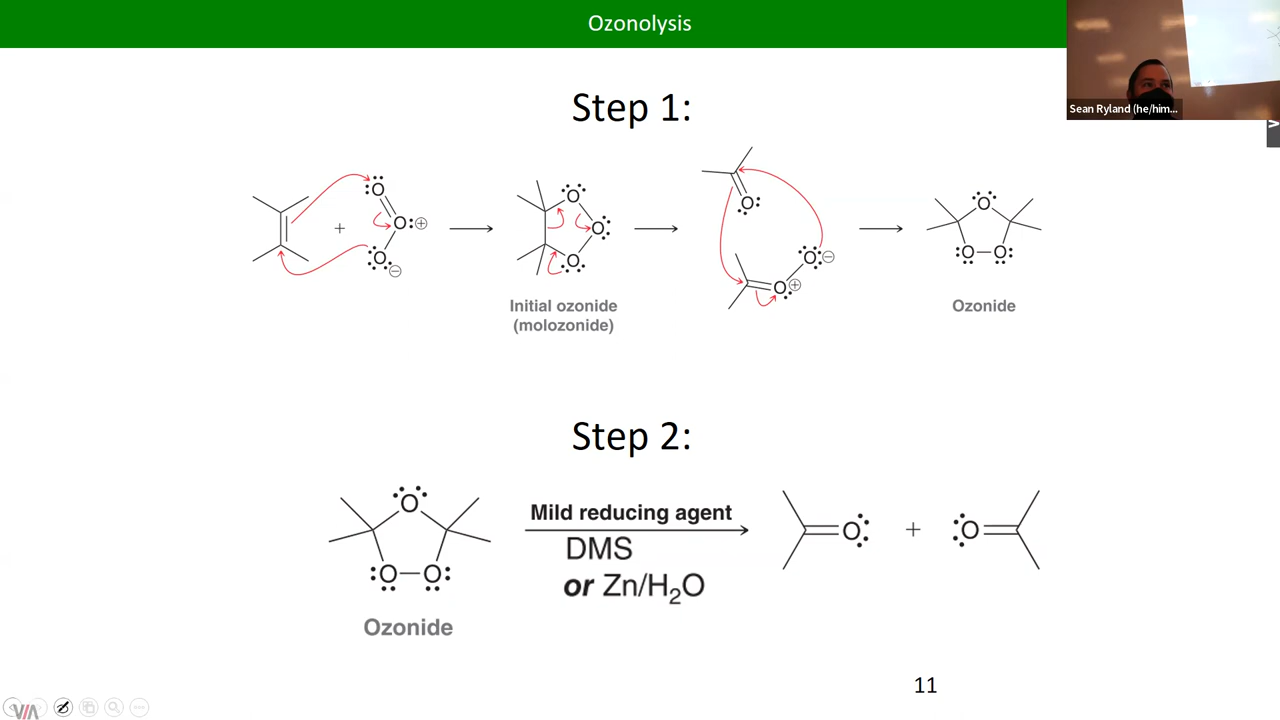 Ozonolysis
Sean Ryland (he/him...
Step 1:
Initial ozonide
(molozonide)
Ozonide
Step 2:
Mild reducing agent
DMS
or Zn/H₂O
Ozonide
11
VIA